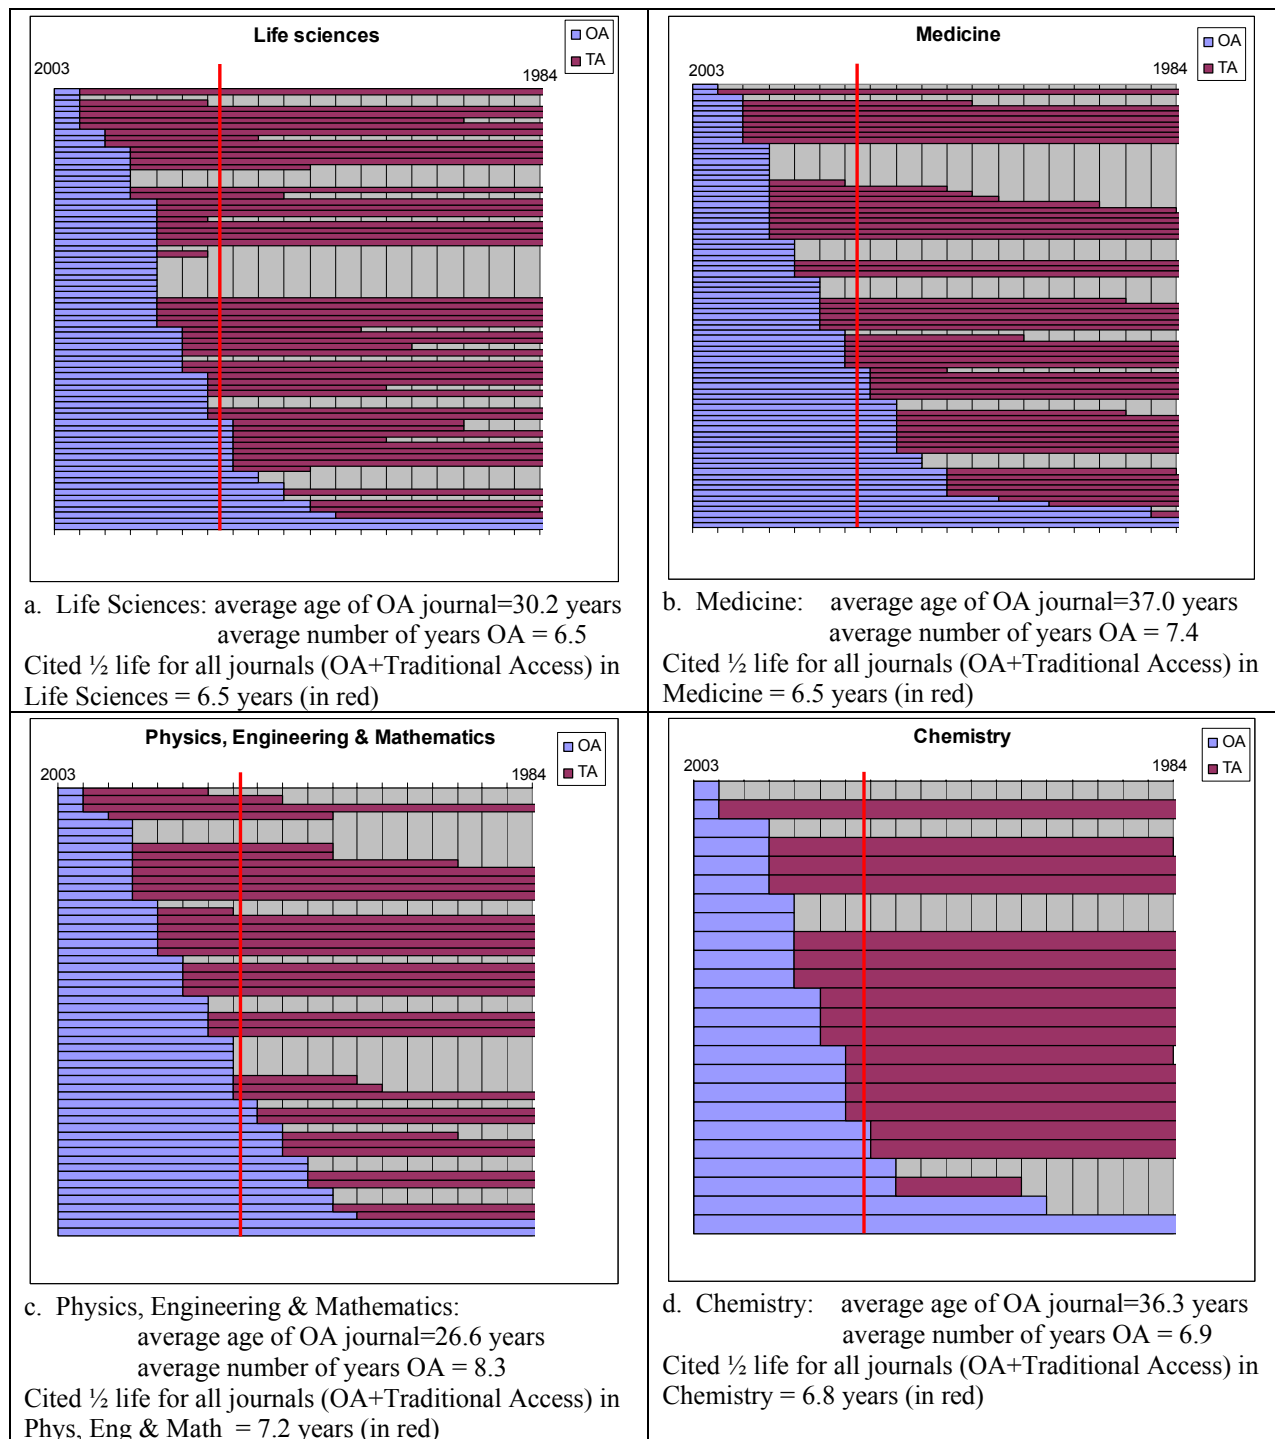 Life sciences
OA
TA
2003
1984
a. Life Sciences: average age of OA journal=30.2 years
average number of years OA = 6.5
Cited ½ life for all journals (OA+Traditional Access) in
Life Sciences = 6.5 years (in red)
Medicine
OA
TA
2003
1984
b. Medicine: average age of OA journal=37.0 years
average number of years OA = 7.4
Cited ½ life for all journals (OA+Traditional Access) in
Medicine = 6.5 years (in red)
Physics, Engineering & Mathematics
OA
TA
2003
1984
c. Physics, Engineering & Mathematics:
average age of OA journal=26.6 years
average number of years OA = 8.3
Cited ½ life for all journals (OA+Traditional Access) in
Phys, Eng & Math = 7.2 years (in red)
Chemistry
OA
TA
2003
1984
d. Chemistry: average age of OA journal=36.3 years
average number of years OA = 6.9
Cited ½ life for all journals (OA+Traditional Access) in
Chemistry = 6.8 years (in red)